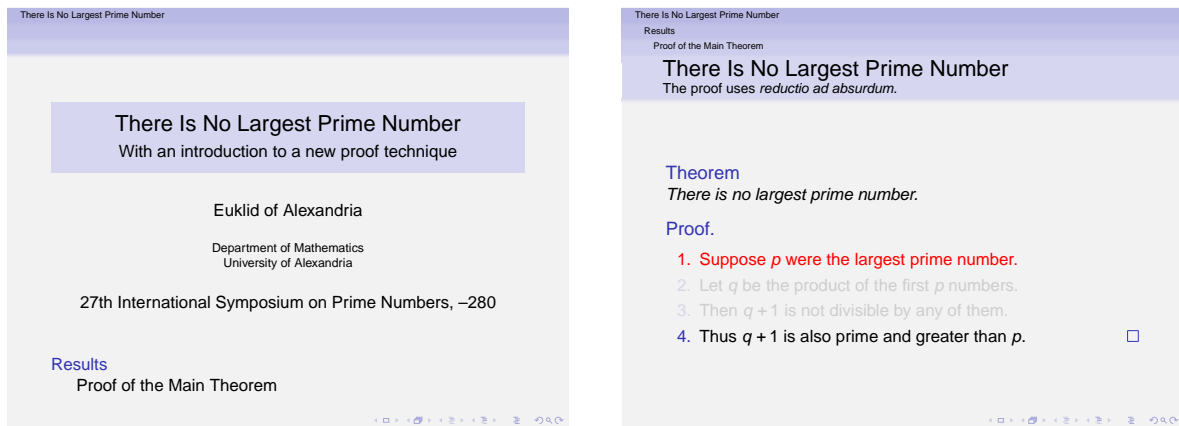 There Is No Largest Prime Number
There Is No Largest Prime Number
With an introduction to a new proof technique
Euklid of Alexandria
Department of Mathematics
University of Alexandria
27th International Symposium on Prime Numbers, –280
Results
Proof of the Main Theorem
There Is No Largest Prime Number
Results
Proof of the Main Theorem
There Is No Largest Prime Number
The proof uses reductio ad absurdum.
Theorem
There is no largest prime number.
Proof.
1. Suppose p were the largest prime number.
2. Let q be the product of the first p numbers.
3. Then q + 1 is not divisible by any of them.
4. Thus q + 1 is also prime and greater than p.